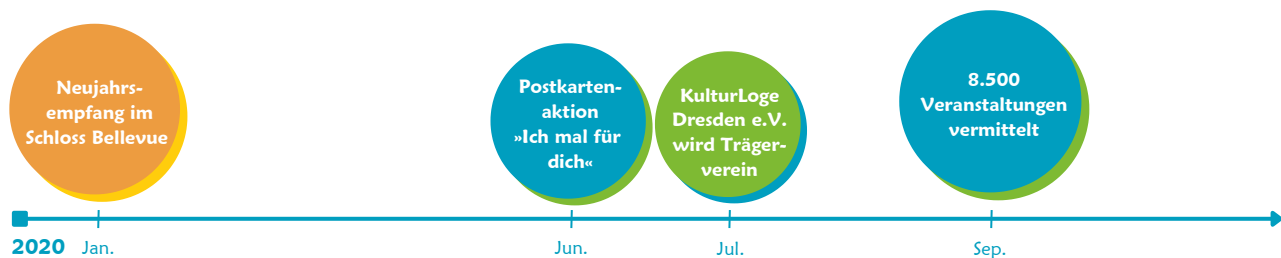 Neujahrs-
empfang im
Schloss Bellevue
Postkarten-
aktion
»Ich mal für
dich«
KulturLoge
Dresden e.V.
wird Träger-
verein
8.500
Veranstaltungen
vermittelt
2020 Jan. Jun. Jul. Sep.